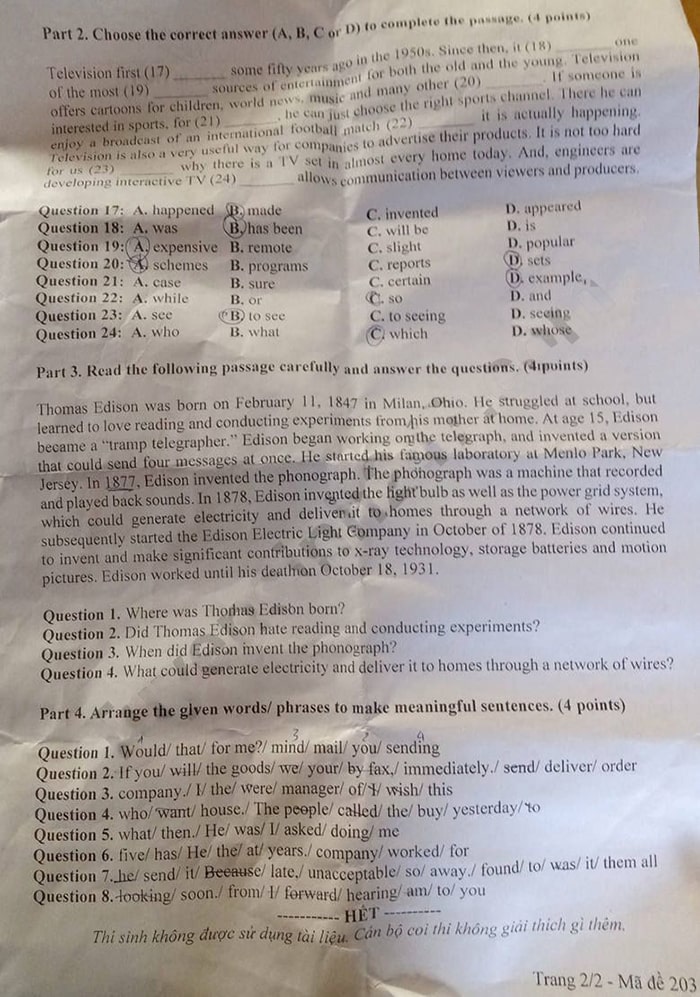 Part 2. Choose the correct answer (A, B, C or D) to complete the passage. (4 points)
Television first (17) ________ some fifty years ago in the 1950s. Since then, it (18) ________ one
of the most (19) ________ sources of entertainment for both the old and the young. Television
offers cartoons for children, world news, music and many other (20) ________. If someone is
interested in sports, for (21) ________, he can just choose the right sports channel. There he can
enjoy a broadcast of an international football match (22) ________ it is actually happening.
Television is also a very useful way for companies to advertise their products. It is not too hard
for us (23) ________ why there is a TV set in almost every home today. And, engineers are
developing interactive TV (24) ________ allows communication between viewers and producers.
Question 17: A. happened B. made C. invented D. appeared
Question 18: A. was B. has been C. will be D. is
Question 19: A. expensive B. remote C. slight D. popular
Question 20: A. schemes B. programs C. reports D. sets
Question 21: A. case B. sure C. certain D. example,
Question 22: A. while B. or C. so D. and
Question 23: A. see B. to see C. to seeing D. seeing
Question 24: A. who B. what C. which D. whose
Part 3. Read the following passage carefully and answer the questions. (4 points)
Thomas Edison was born on February 11, 1847 in Milan, Ohio. He struggled at school, but
learned to love reading and conducting experiments from his mother at home. At age 15, Edison
became a “tramp telegrapher.” Edison began working on the telegraph, and invented a version
that could send four messages at once. He started his famous laboratory at Menlo Park, New
Jersey. In 1877, Edison invented the phonograph. The phonograph was a machine that recorded
and played back sounds. In 1878, Edison invented the light bulb as well as the power grid system,
which could generate electricity and deliver it to homes through a network of wires. He
subsequently started the Edison Electric Light Company in October of 1878. Edison continued
to invent and make significant contributions to x-ray technology, storage batteries and motion
pictures. Edison worked until his death on October 18, 1931.
Question 1. Where was Thomas Edison born?
Question 2. Did Thomas Edison hate reading and conducting experiments?
Question 3. When did Edison invent the phonograph?
Question 4. What could generate electricity and deliver it to homes through a network of wires?
Part 4. Arrange the given words/ phrases to make meaningful sentences. (4 points)
Question 1. Would/ that/ for me?/ mind/ mail/ you/ sending
Question 2. If you/ will/ the goods/ we/ your/ by fax,/ immediately./ send/ deliver/ order
Question 3. company./ I/ the/ were/ manager/ of/ I/ wish/ this
Question 4. who/ want/ house./ The people/ called/ the/ buy/ yesterday/ to
Question 5. what/ then./ He/ was/ I/ asked/ doing/ me
Question 6. five/ has/ He/ the/ at/ years./ company/ worked/ for
Question 7. he/ send/ it/ Because/ late,/ unacceptable/ so/ away./ found/ to/ was/ it/ them all
Question 8. looking/ soon./ from/ I/ forward/ hearing/ am/ to/ you
----------- HẾT ----------
Thí sinh không được sử dụng tài liệu. Cán bộ coi thi không giải thích gì thêm.
Trang 2/2 - Mã đề 203